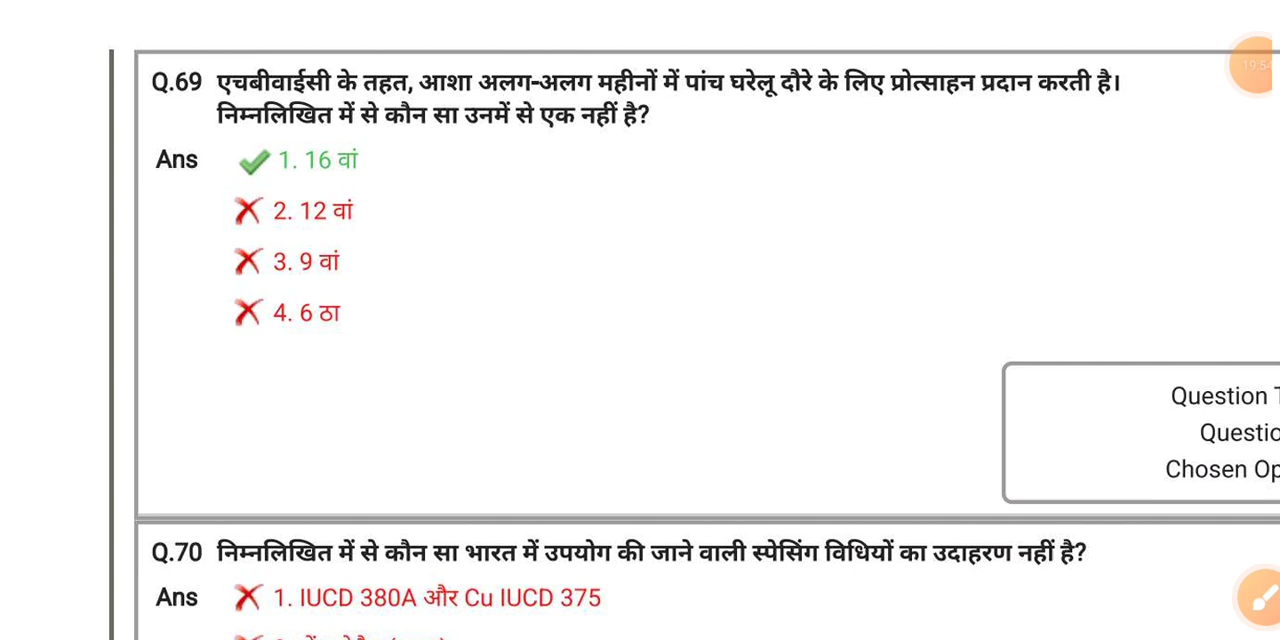 19:54
Q.69 एचबीवाईसी के तहत, आशा अलग-अलग महीनों में पांच घरेलू दौरे के लिए प्रोत्साहन प्रदान करती है।
निम्नलिखित में से कौन सा उनमें से एक नहीं है?
Ans 1. 16 वां
2. 12 वां
3. 9 वां
4. 6 ठा
Question
Chosen
Q.70 निम्नलिखित में से कौन सा भारत में उपयोग की जाने वाली स्पेसिंग विधियों का उदाहरण नहीं है?
Ans 1. IUCD 380A और Cu IUCD 375